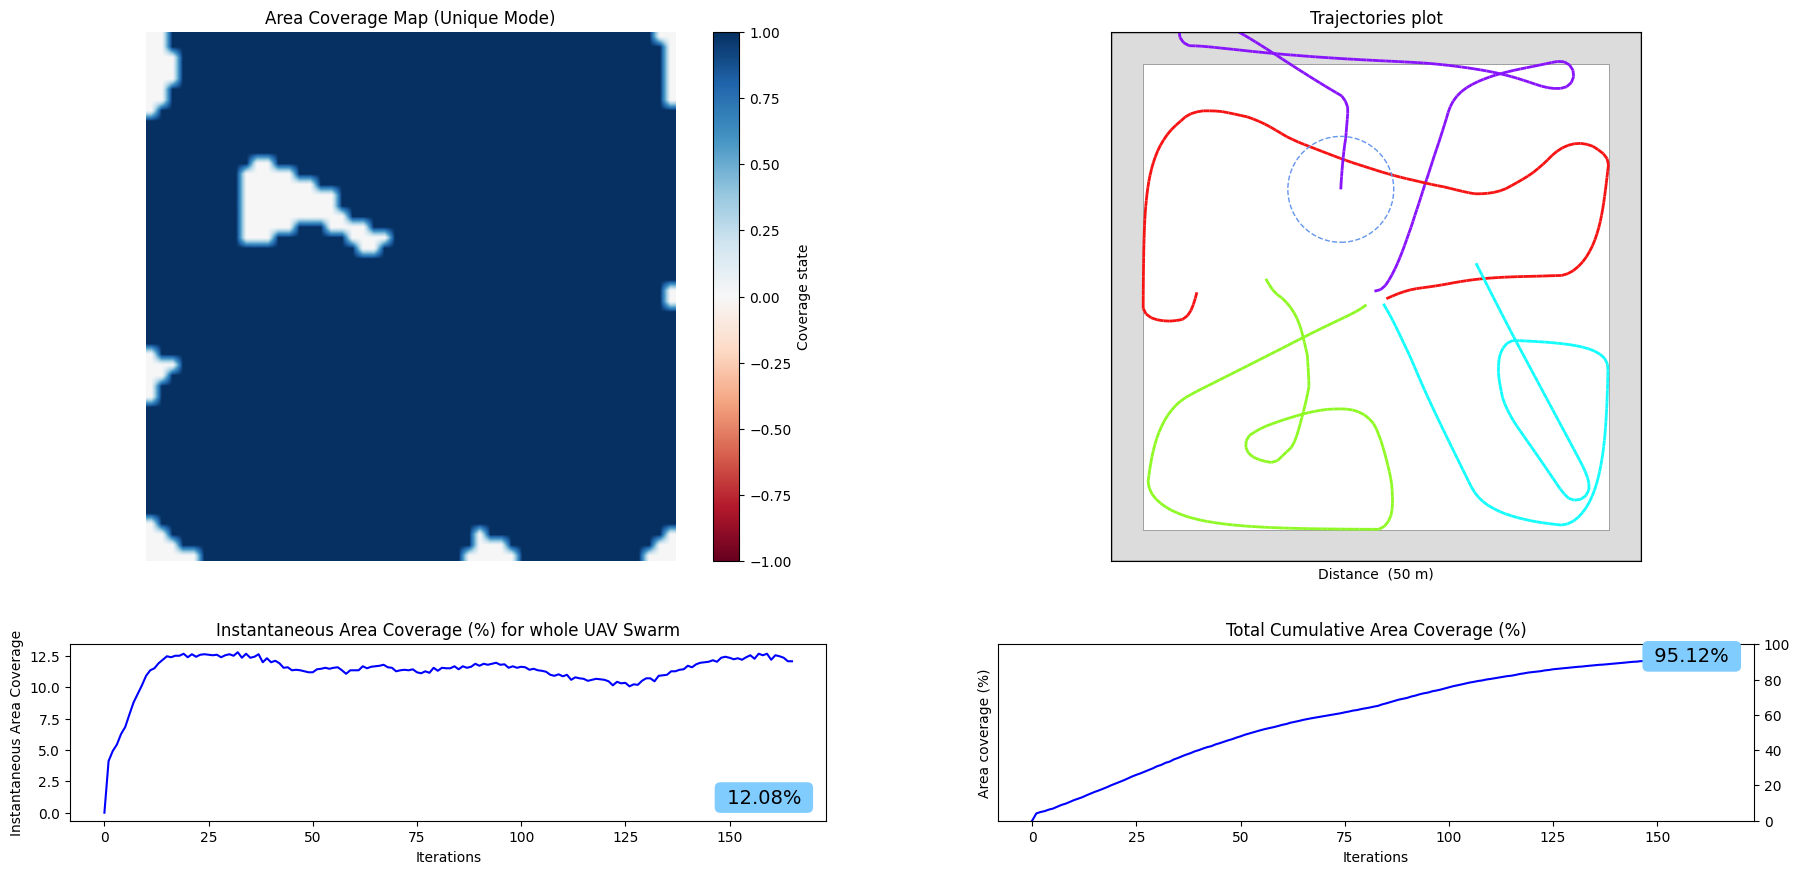 Area Coverage Map (Unique Mode)
1.00
0.75
0.50
0.25
0.00
−0.25
−0.50
−0.75
−1.00
Coverage state
Trajectories plot
Distance  (50 m)
Instantaneous Area Coverage (%) for whole UAV Swarm
Instantaneous Area Coverage
12.5
10.0
7.5
5.0
2.5
0.0
12.08%
0 25 50 75 100 125 150
Iterations
Total Cumulative Area Coverage (%)
Area coverage (%)
95.12%
100
80
60
40
20
0
0 25 50 75 100 125 150
Iterations